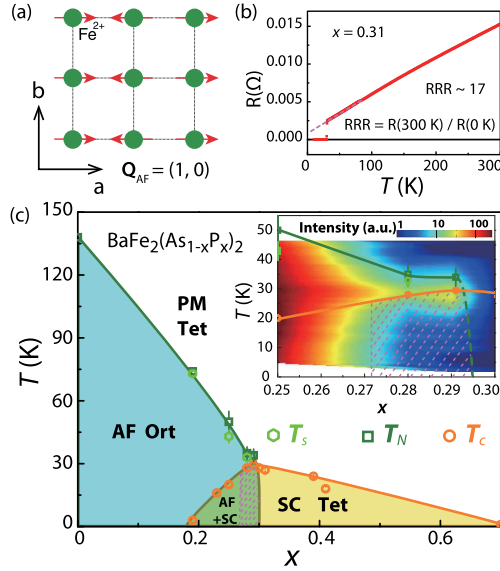 (a)
Fe2+
b
a
Q_AF = (1, 0)
(b)
x = 0.31
RRR ~ 17
RRR = R(300 K) / R(0 K)
R(Ω)
0.015
0.010
0.005
0.000
0
100
200
300
T (K)
(c)
BaFe2(As1-xPx)2
PM
Tet
AF Ort
AF
+SC
SC Tet
T (K)
150
120
90
60
30
0
0.0
0.2
0.4
0.6
x
Intensity (a.u.)
1
10
100
T (K)
50
40
30
20
10
0
0.25
0.26
0.27
0.28
0.29
0.30
x
Ts
TN
Tc